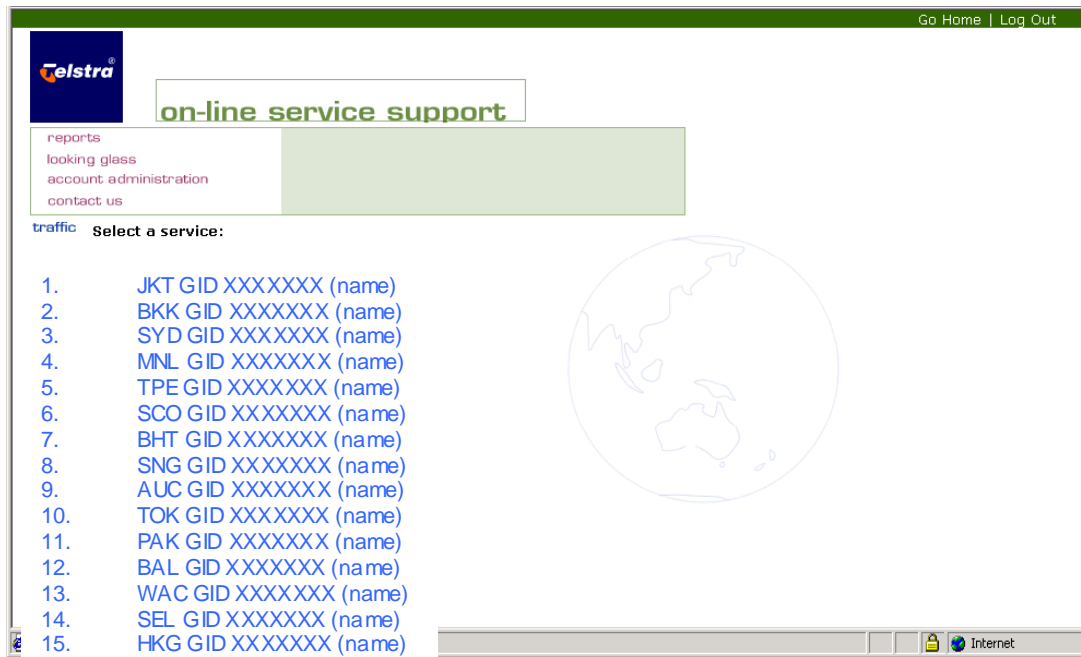 Go Home | Log Out
Telstra®
on-line service support
reports
looking glass
account administration
contact us
traffic Select a service:
1. JKT GID XXXXXXX (name)
2. BKK GID XXXXXXX (name)
3. SYD GID XXXXXXX (name)
4. MNL GID XXXXXXX (name)
5. TPE GID XXXXXXX (name)
6. SCO GID XXXXXXX (name)
7. BHT GID XXXXXXX (name)
8. SNG GID XXXXXXX (name)
9. AUC GID XXXXXXX (name)
10. TOK GID XXXXXXX (name)
11. PAK GID XXXXXXX (name)
12. BAL GID XXXXXXX (name)
13. WAC GID XXXXXXX (name)
14. SEL GID XXXXXXX (name)
15. HKG GID XXXXXXX (name)
Internet